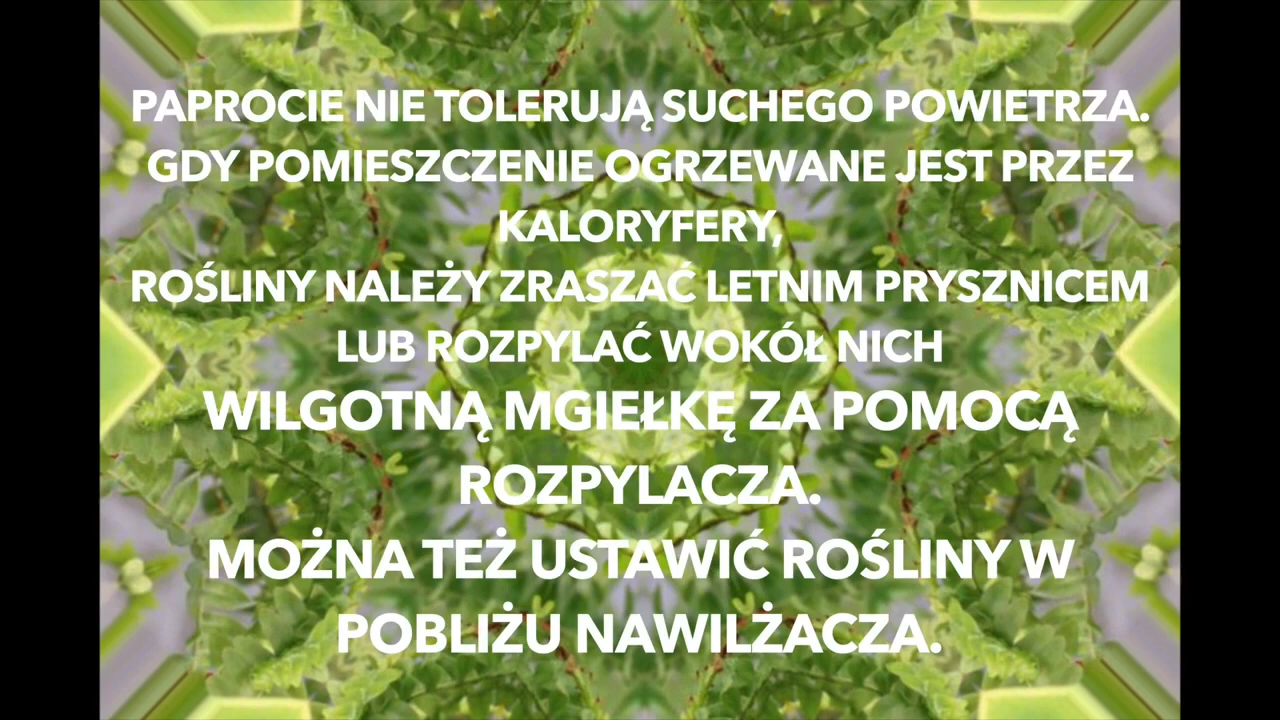 PAPROCIE NIE TOLERUJĄ SUCHEGO POWIETRZA.
GDY POMIESZCZENIE OGRZEWANE JEST PRZEZ
KALORYFERY,
ROŚLINY NALEŻY ZRASZAĆ LETNIM PRYSZNICEM
LUB ROZPYLAĆ WOKÓŁ NICH
WILGOTNĄ MGIEŁKĘ ZA POMOCĄ
ROZPYLACZA.
MOŻNA TEŻ USTAWIĆ ROŚLINY W
POBLIŻU NAWILŻACZA.